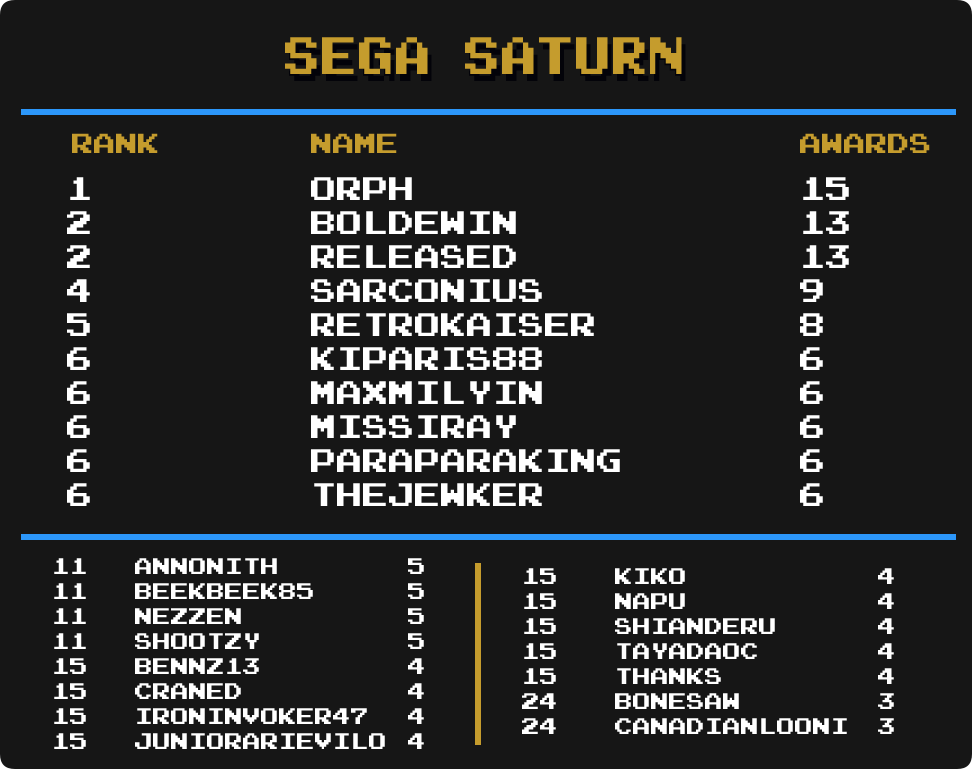 SEGA SATURN
RANK NAME AWARDS
1 ORPH 15
2 BOLDEWIN 13
2 RELEASED 13
4 SARCONIUS 9
5 RETROKAISER 8
6 KIPARIS88 6
6 MAXMILYIN 6
6 MISSIRAY 6
6 PARAPARAKING 6
6 THEJEWKER 6
11 ANNONITH 5
11 BEEKBEEK85 5
11 NEZZEN 5
11 SHOOTZY 5
15 BENNZ13 4
15 CRANED 4
15 IRONINVOKER47 4
15 JUNIORARIEVILO 4
15 KIKO 4
15 NAPU 4
15 SHIANDERU 4
15 TAYADAOC 4
15 THANKS 4
24 BONESAW 3
24 CANADIANLOONI 3